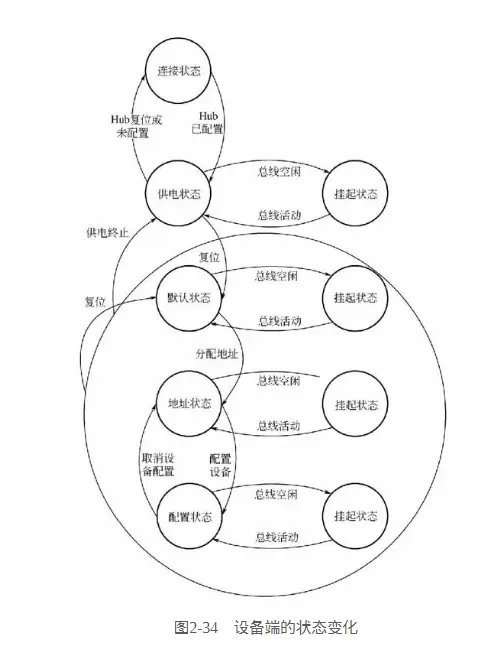 连接状态
Hub复位或
未配置
Hub
已配置
供电状态
总线空闲
挂起状态
总线活动
供电终止
复位
复位
默认状态
总线空闲
挂起状态
总线活动
分配地址
地址状态
总线空闲
挂起状态
总线活动
取消设
备配置
配置
设备
配置状态
总线空闲
挂起状态
总线活动
图2-34 设备端的状态变化